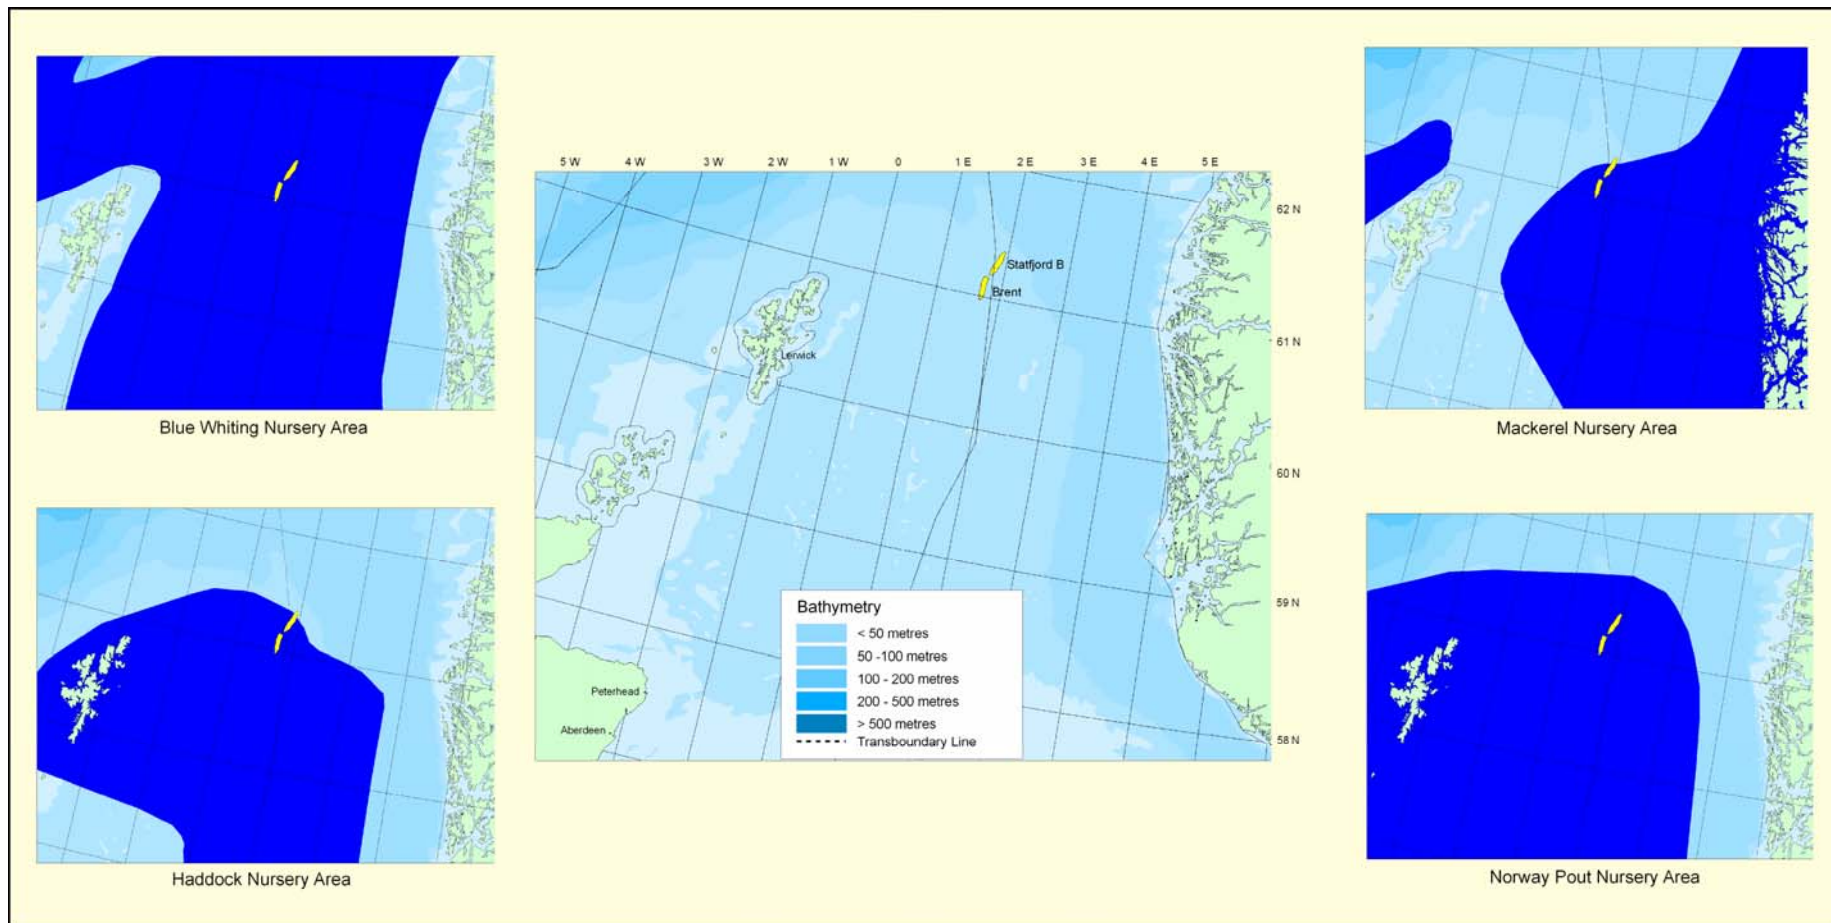 Blue Whiting Nursery Area
Haddock Nursery Area
5 W 4 W 3 W 2 W 1 W 0 1 E 2 E 3 E 4 E 5 E
62 N
61 N
60 N
59 N
58 N
Statfjord B
Brent
Lerwick
Peterhead
Aberdeen
Bathymetry
< 50 metres
50 -100 metres
100 - 200 metres
200 - 500 metres
> 500 metres
Transboundary Line
Mackerel Nursery Area
Norway Pout Nursery Area